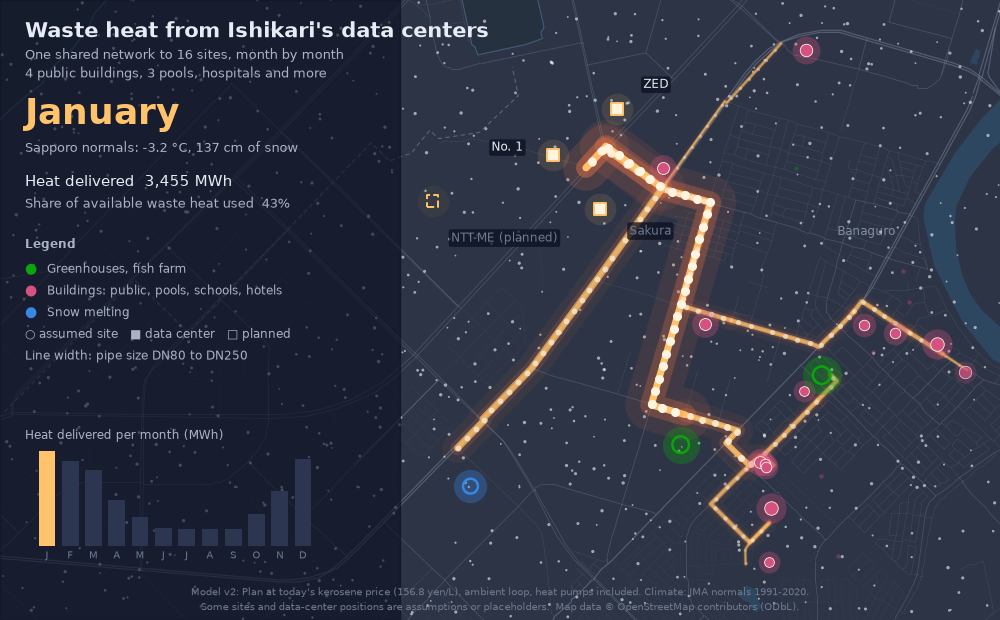 Waste heat from Ishikari's data centers
One shared network to 16 sites, month by month
4 public buildings, 3 pools, hospitals and more
January
Sapporo normals: -3.2 °C, 137 cm of snow
Heat delivered 3,455 MWh
Share of available waste heat used 43%
Legend
Greenhouses, fish farm
Buildings: public, pools, schools, hotels
Snow melting
assumed site data center planned
Line width: pipe size DN80 to DN250
Heat delivered per month (MWh)
J F M A M J J A S O N D
ZED
No. 1
NTT-ME (planned)
Sakura
Banaguro
Model v2: Plan at today's kerosene price (156.8 yen/L), ambient loop, heat pumps included. Climate: JMA normals 1991-2020.
Some sites and data-center positions are assumptions or placeholders. Map data © OpenStreetMap contributors (ODbL).